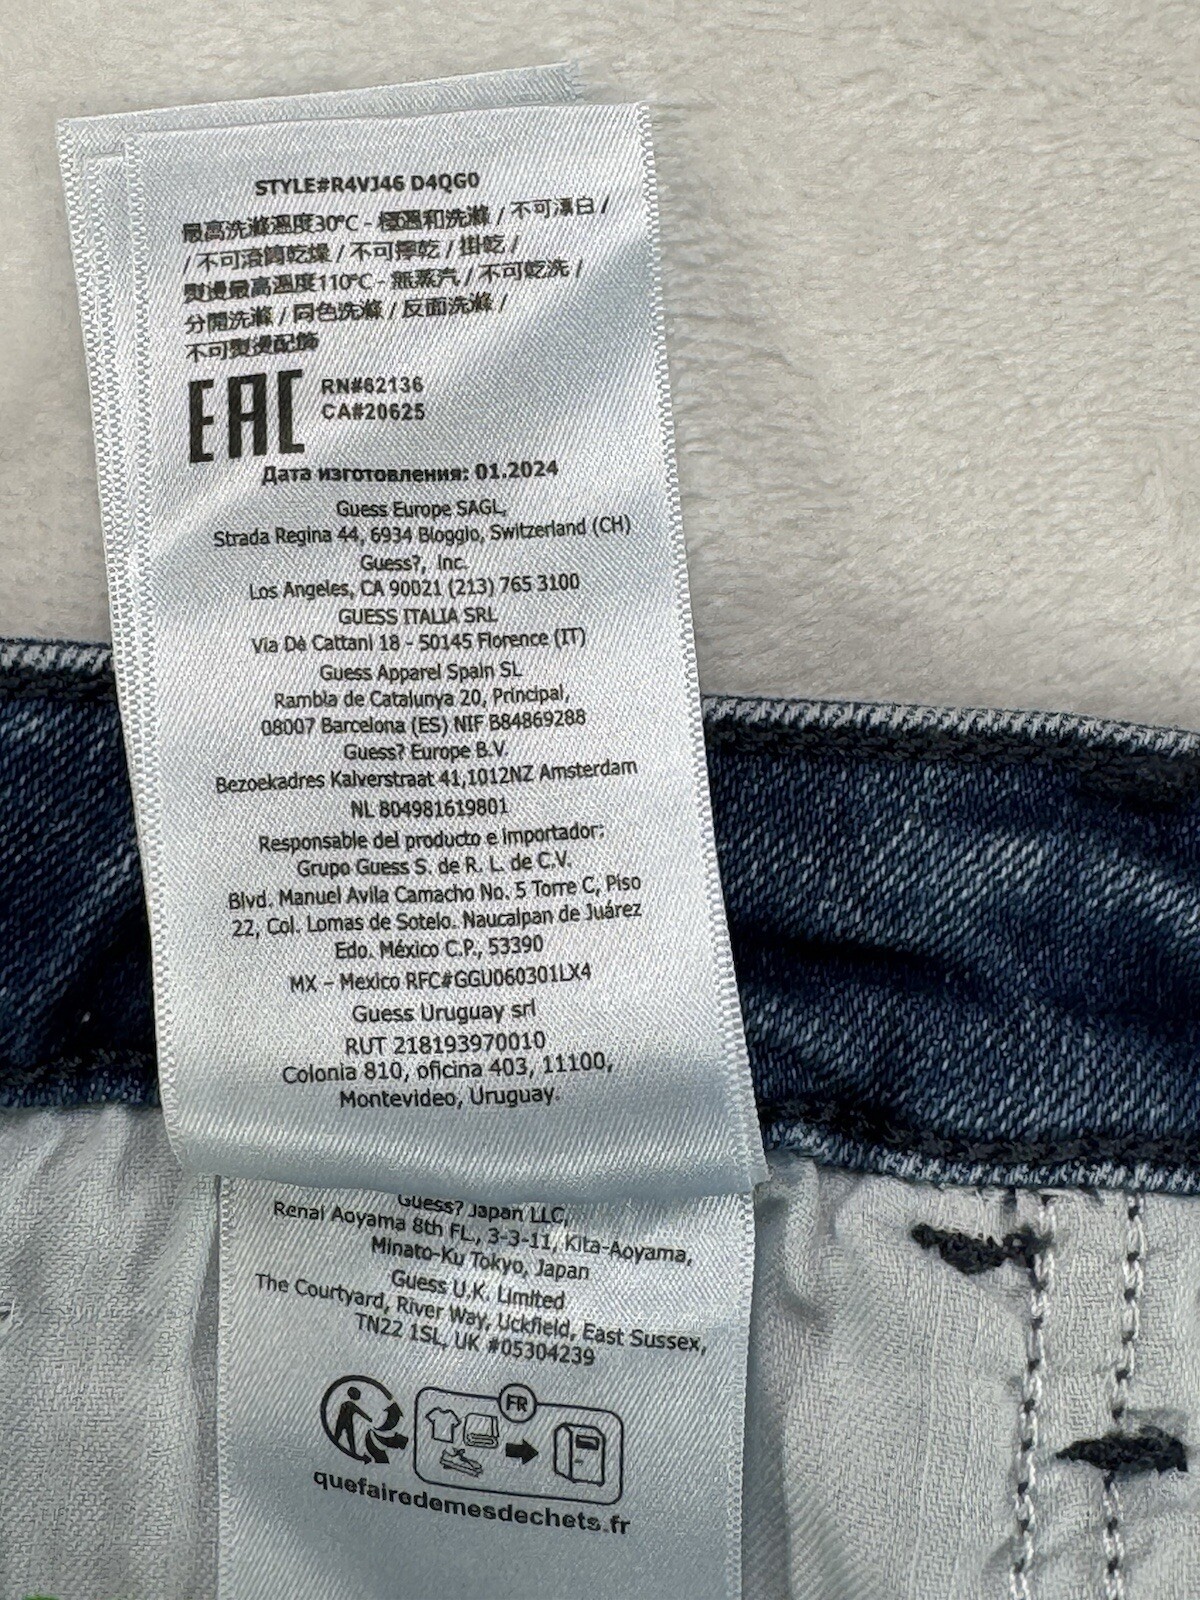 STYLE#R4VJ46 D4QG0
最高洗滌溫度30°C - 極溫和洗滌 / 不可漂白 /
/ 不可滾筒乾燥 / 不可擰乾 / 掛乾 /
熨燙最高溫度110°C - 無蒸汽 / 不可乾洗 /
分開洗滌 / 同色洗滌 / 反面洗滌 /
不可熨燙配飾
EAC
RN#62136
CA#20625
Дата изготовления: 01.2024
Guess Europe SAGL,
Strada Regina 44, 6934 Bioggio, Switzerland (CH)
Guess?, Inc.
Los Angeles, CA 90021 (213) 765 3100
GUESS ITALIA SRL
Via Dè Cattani 18 - 50145 Florence (IT)
Guess Apparel Spain SL
Rambla de Catalunya 20, Principal,
08007 Barcelona (ES) NIF B84869288
Guess? Europe B.V.
Bezoekadres Kalverstraat 41,1012NZ Amsterdam
NL 804981619801
Responsable del producto e importador:
Grupo Guess S. de R. L. de C.V.
Blvd. Manuel Avila Camacho No. 5 Torre C, Piso
22, Col. Lomas de Sotelo. Naucalpan de Juárez
Edo. México C.P., 53390
MX – Mexico RFC#GGU060301LX4
Guess Uruguay srl
RUT 218193970010
Colonia 810, oficina 403, 11100,
Montevideo, Uruguay.
Guess? Japan LLC,
Renai Aoyama 8th FL., 3-3-11, Kita-Aoyama,
Minato-Ku Tokyo, Japan
Guess U.K. Limited
The Courtyard, River Way, Uckfield, East Sussex,
TN22 1SL, UK #05304239
FR
quefairedemesdechets.fr